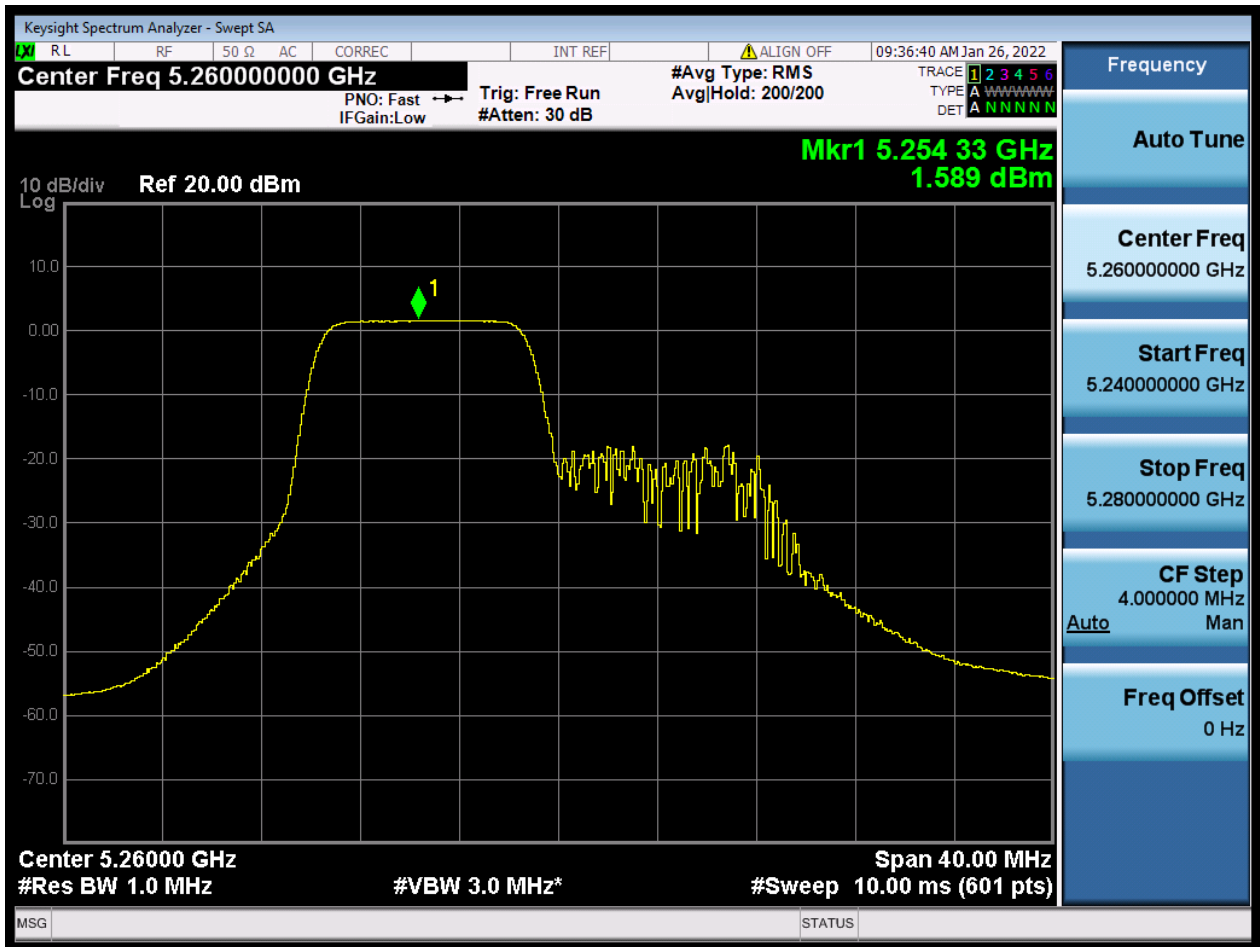 Keysight Spectrum Analyzer - Swept SA
LXI RL RF 50 Ω AC CORREC INT REF ALIGN OFF 09:36:40 AM Jan 26, 2022
Center Freq 5.260000000 GHz
PNO: Fast
IFGain:Low
Trig: Free Run
#Atten: 30 dB
#Avg Type: RMS
Avg|Hold: 200/200
TRACE 1 2 3 4 5 6
TYPE A WWWWW
DET A N N N N N
Mkr1 5.254 33 GHz
1.589 dBm
10 dB/div Ref 20.00 dBm
Log
1
10.0
0.00
-10.0
-20.0
-30.0
-40.0
-50.0
-60.0
-70.0
Center 5.26000 GHz Span 40.00 MHz
#Res BW 1.0 MHz #VBW 3.0 MHz* #Sweep 10.00 ms (601 pts)
MSG STATUS
Frequency
Auto Tune
Center Freq
5.260000000 GHz
Start Freq
5.240000000 GHz
Stop Freq
5.280000000 GHz
CF Step
4.000000 MHz
Auto Man
Freq Offset
0 Hz